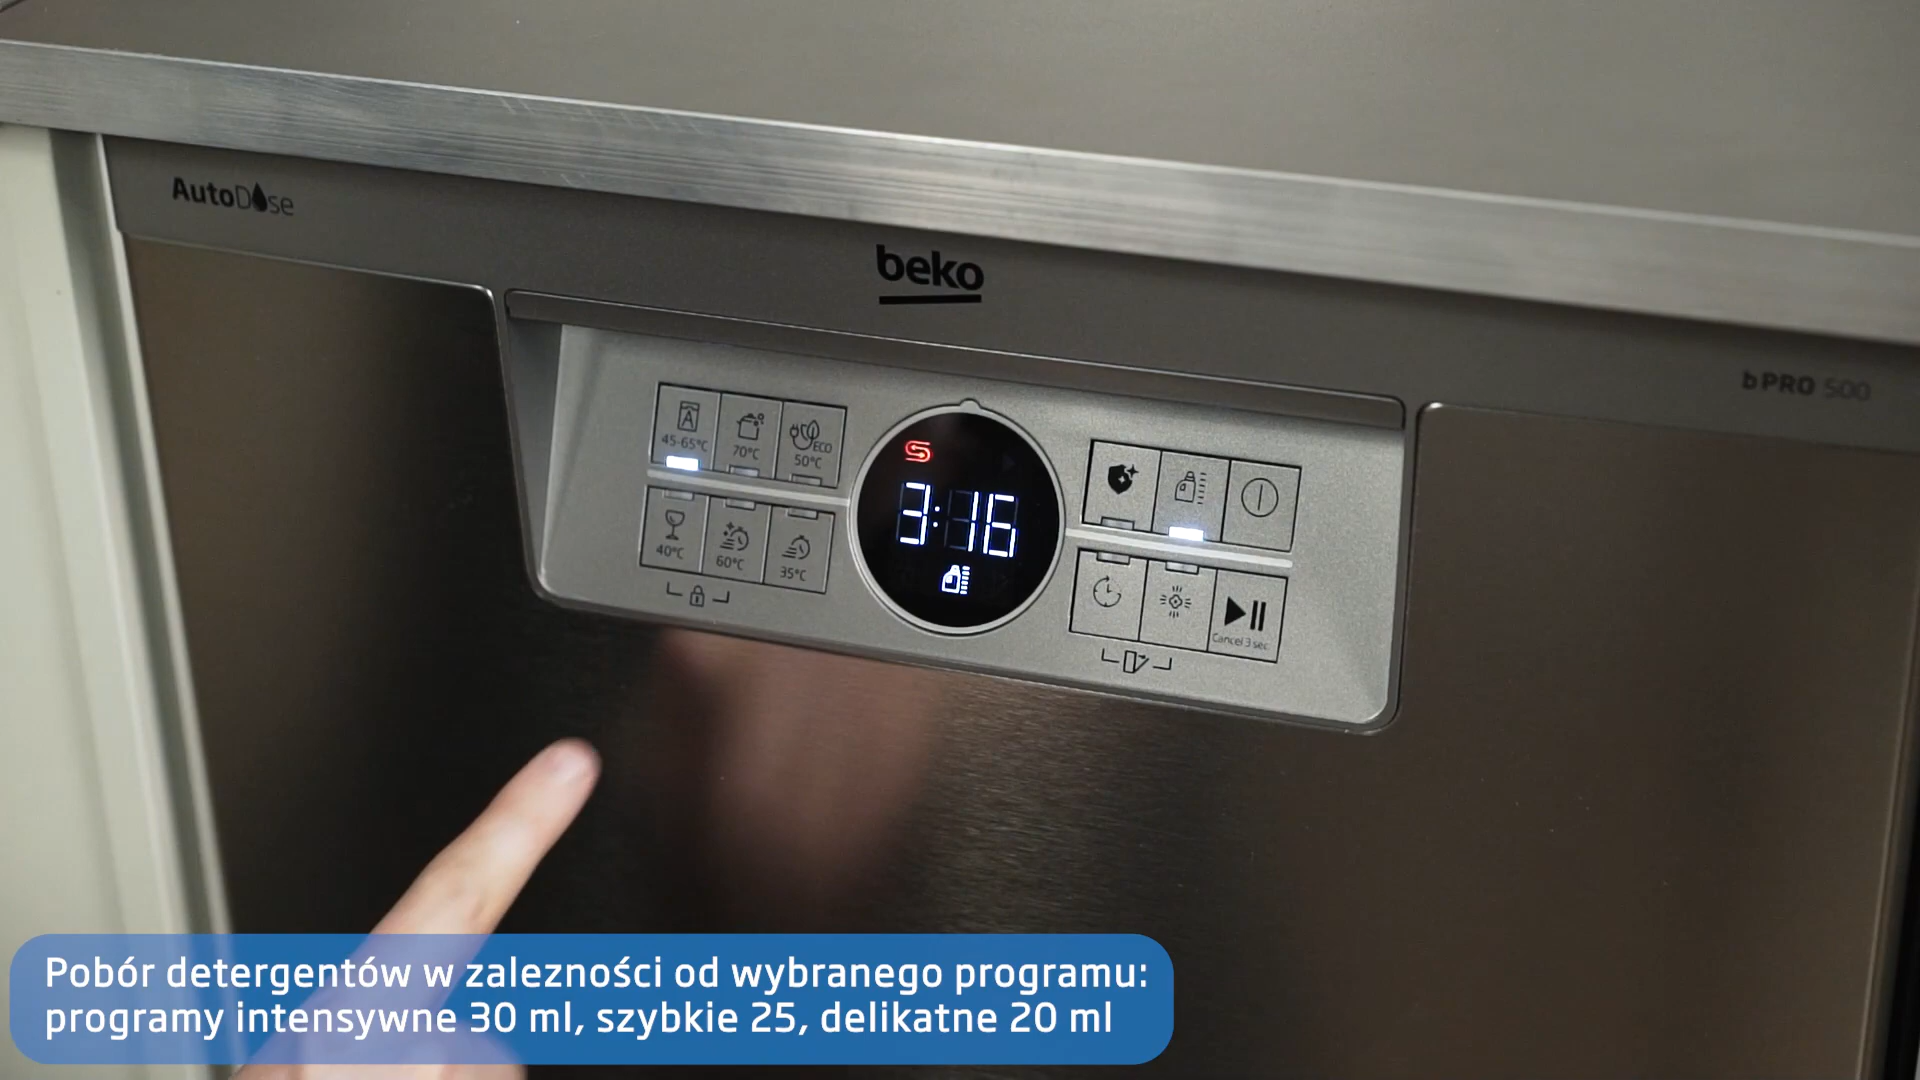 AutoDose
beko
bPRO 500
A
45-65°C
70°C
ECO
50°C
3:16
40°C
60°C
35°C
Cancel 3 sec
Pobór detergentów w zalezności od wybranego programu:
programy intensywne 30 ml, szybkie 25, delikatne 20 ml